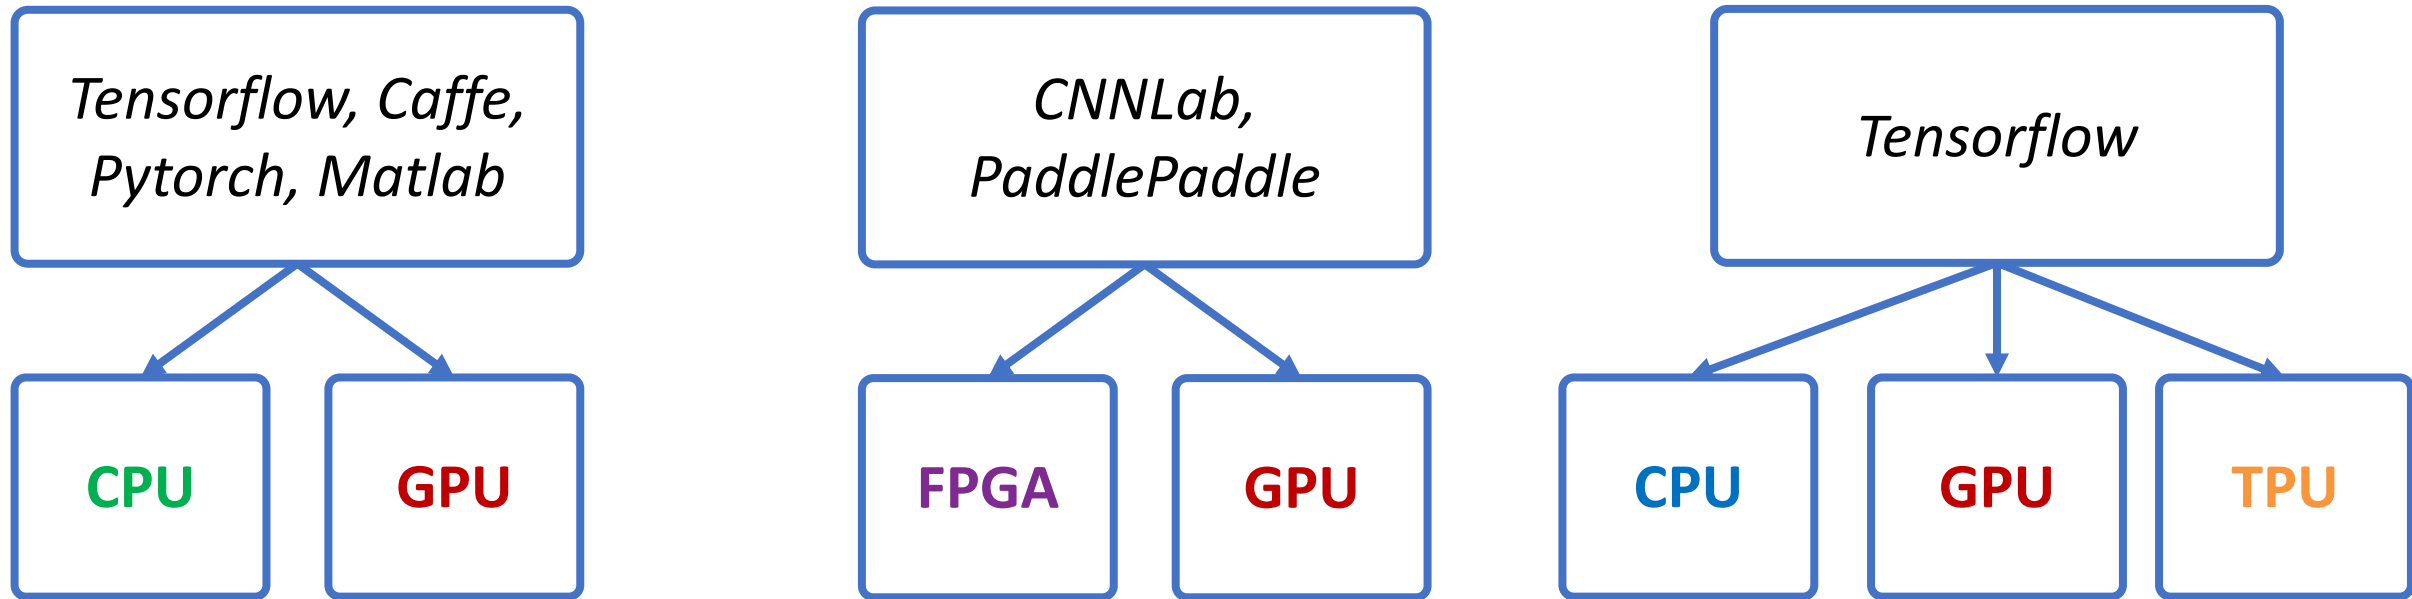 Tensorflow, Caffe,
Pytorch, Matlab
CPU
GPU
CNNLab,
PaddlePaddle
FPGA
GPU
Tensorflow
CPU
GPU
TPU